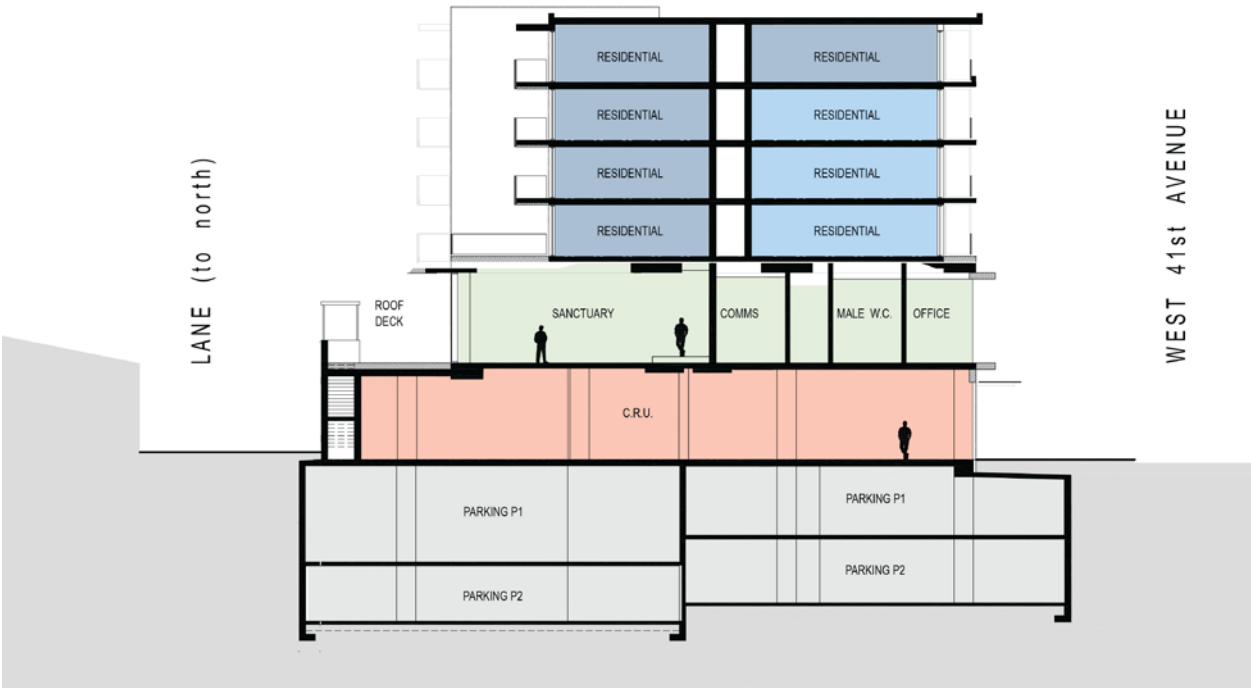 RESIDENTIAL
RESIDENTIAL
RESIDENTIAL
RESIDENTIAL
RESIDENTIAL
RESIDENTIAL
RESIDENTIAL
RESIDENTIAL
LANE (to north)
WEST 41st AVENUE
ROOF
DECK
SANCTUARY
COMMS
MALE W.C.
OFFICE
C.R.U.
PARKING P1
PARKING P1
PARKING P2
PARKING P2